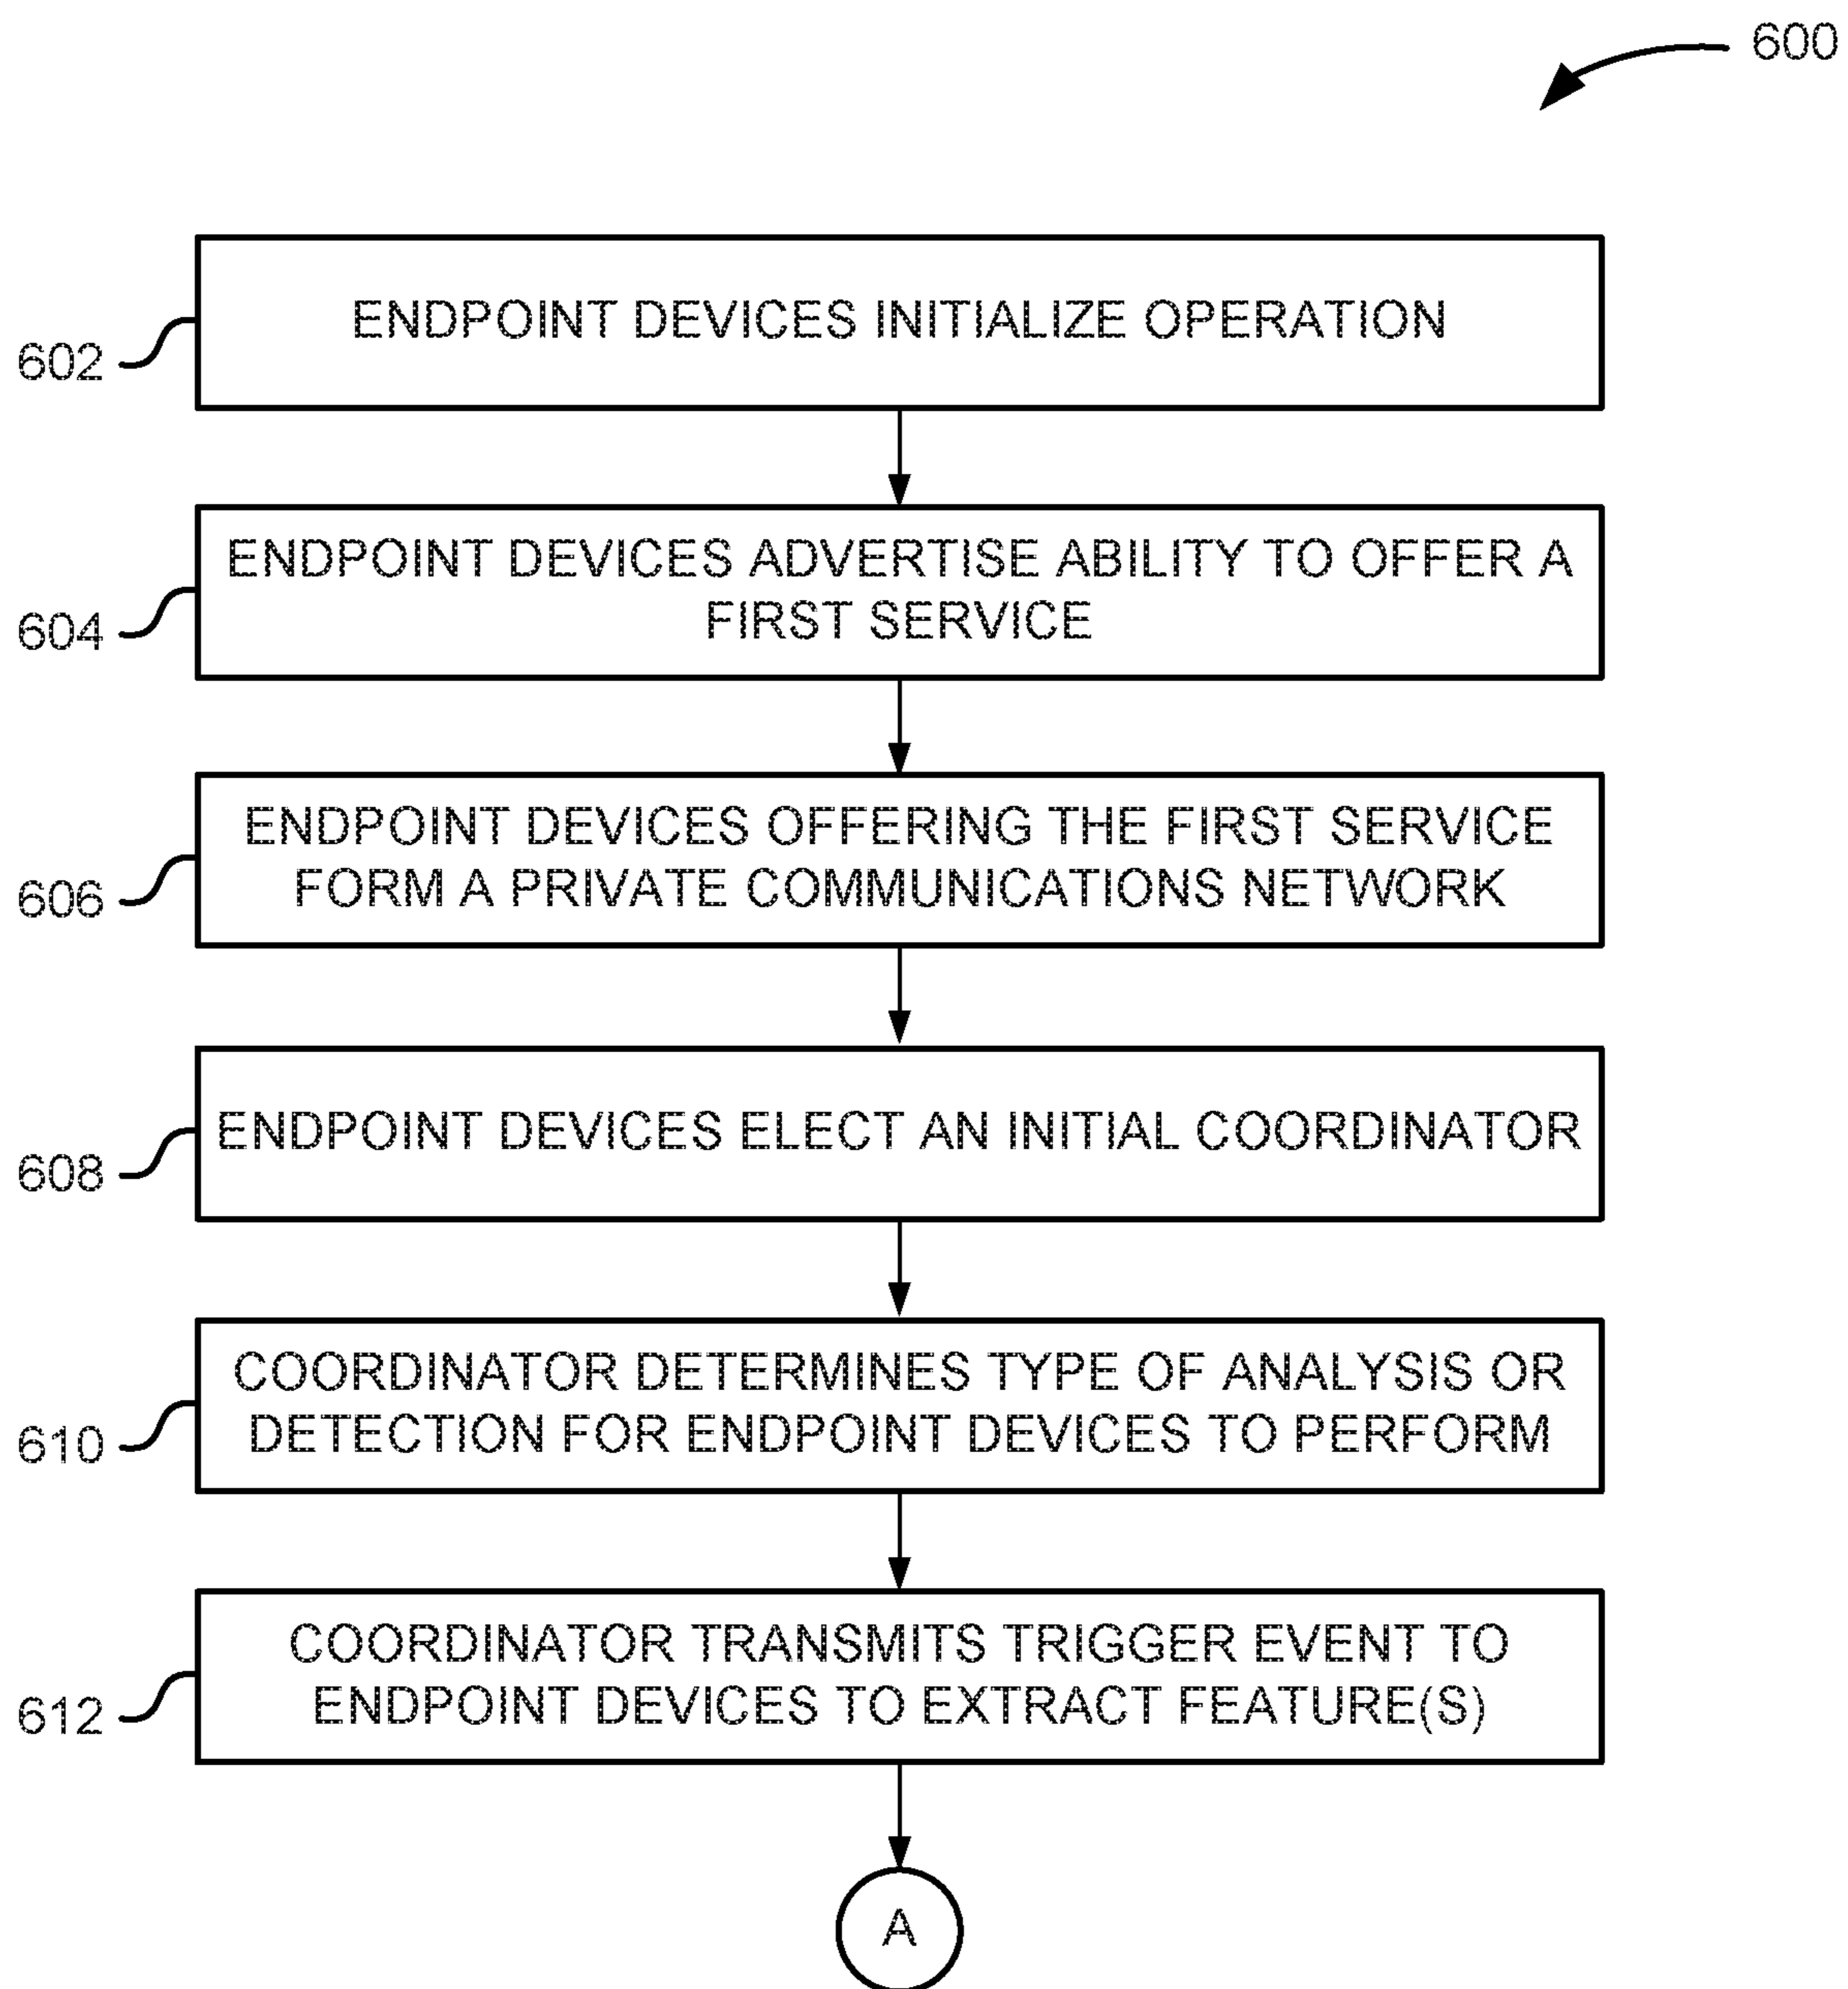 600
602
ENDPOINT DEVICES INITIALIZE OPERATION
604
ENDPOINT DEVICES ADVERTISE ABILITY TO OFFER A
FIRST SERVICE
606
ENDPOINT DEVICES OFFERING THE FIRST SERVICE
FORM A PRIVATE COMMUNICATIONS NETWORK
608
ENDPOINT DEVICES ELECT AN INITIAL COORDINATOR
610
COORDINATOR DETERMINES TYPE OF ANALYSIS OR
DETECTION FOR ENDPOINT DEVICES TO PERFORM
612
COORDINATOR TRANSMITS TRIGGER EVENT TO
ENDPOINT DEVICES TO EXTRACT FEATURE(S)
A